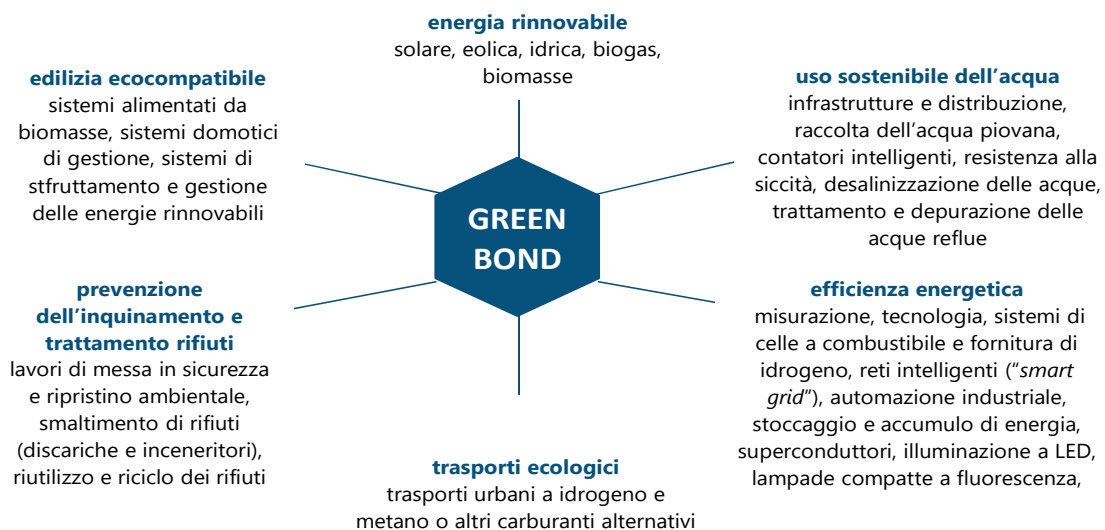 energia rinnovabile
solare, eolica, idrica, biogas,
biomasse
edilizia ecocompatibile
sistemi alimentati da
biomasse, sistemi domotici
di gestione, sistemi di
stfruttamento e gestione
delle energie rinnovabili
uso sostenibile dell’acqua
infrastrutture e distribuzione,
raccolta dell’acqua piovana,
contatori intelligenti, resistenza alla
siccità, desalinizzazione delle acque,
trattamento e depurazione delle
acque reflue
GREEN
BOND
prevenzione
dell’inquinamento e
trattamento rifiuti
lavori di messa in sicurezza
e ripristino ambientale,
smaltimento di rifiuti
(discariche e inceneritori),
riutilizzo e riciclo dei rifiuti
efficienza energetica
misurazione, tecnologia, sistemi di
celle a combustibile e fornitura di
idrogeno, reti intelligenti (“smart
grid”), automazione industriale,
stoccaggio e accumulo di energia,
superconduttori, illuminazione a LED,
lampade compatte a fluorescenza,
trasporti ecologici
trasporti urbani a idrogeno e
metano o altri carburanti alternativi